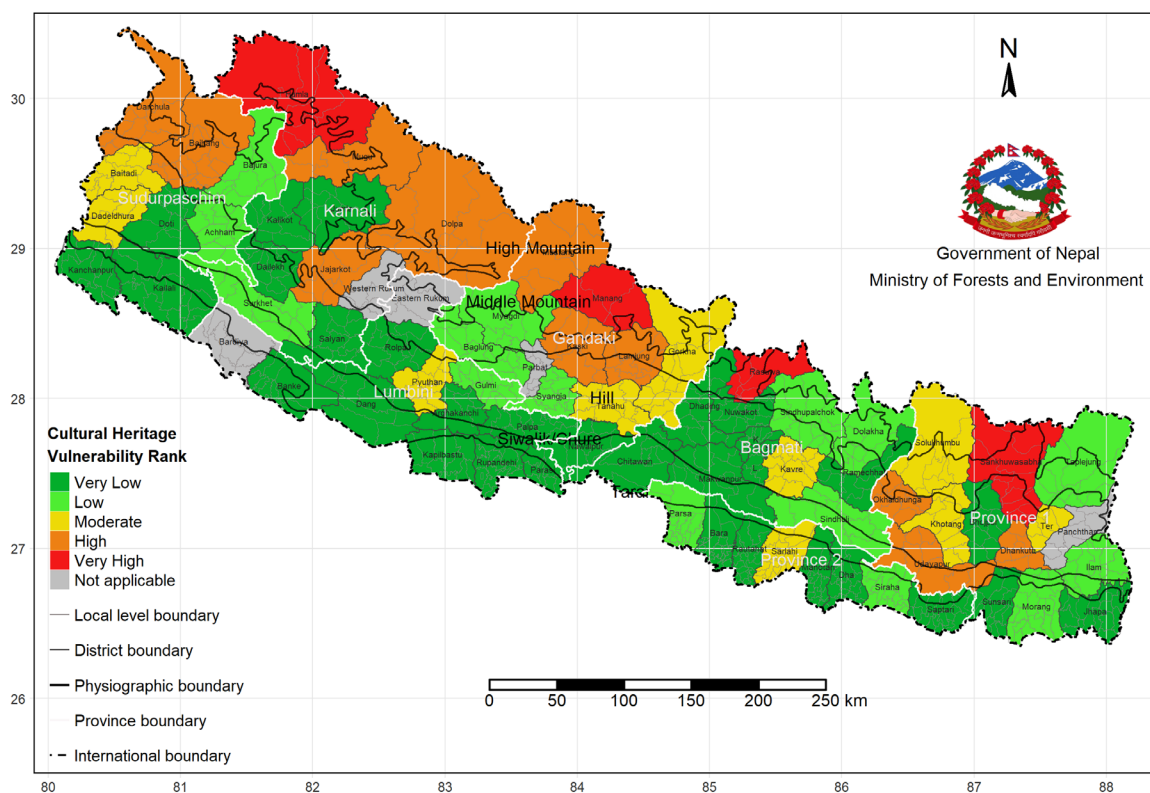 N
Government of Nepal
Ministry of Forests and Environment
30
29
28
27
26
Darchula
Humla
Bajhang
Bajura
Mugu
Baitadi
Sudurpaschim
Dadeldhura
Doti
Achham
Kalikot
Karnali
Dolpa
High Mountain
Mustang
Kanchanpur
Kailali
Dailekh
Jajarkot
Western Rukum
Eastern Rukum
Middle Mountain
Manang
Surkhet
Myagdi
Salyan
Rolpa
Baglung
Gandaki
Kaski
Lamjung
Gorkha
Bardiya
Parbat
Rasuwa
Banke
Pyuthan
Lumbini
Gulmi
Syangja
Hill
Tanahu
Dang
Arghakanchi
Dhading
Nuwakot
Sindhupalchok
Dolakha
Palpa
Siwalik/Chure
Nawalpur
Kapilbastu
Rupandehi
Parasi
Chitawan
Bagmati
Kavre
Makwanpur
L
Ramechhap
Solukhumbu
Sankhuwasabha
Taplejung
Tarai
Parsa
Sindhuli
Okhaldhunga
Khotang
Province 1
Ter
Panchthar
Bara
Rautahat
Sarlahi
Province 2
Udayapur
Dhankuta
Ilam
Dha
Siraha
Saptari
Sunsari
Morang
Jhapa
Cultural Heritage
Vulnerability Rank
Very Low
Low
Moderate
High
Very High
Not applicable
Local level boundary
District boundary
Physiographic boundary
Province boundary
International boundary
0 50 100 150 200 250 km
80 81 82 83 84 85 86 87 88